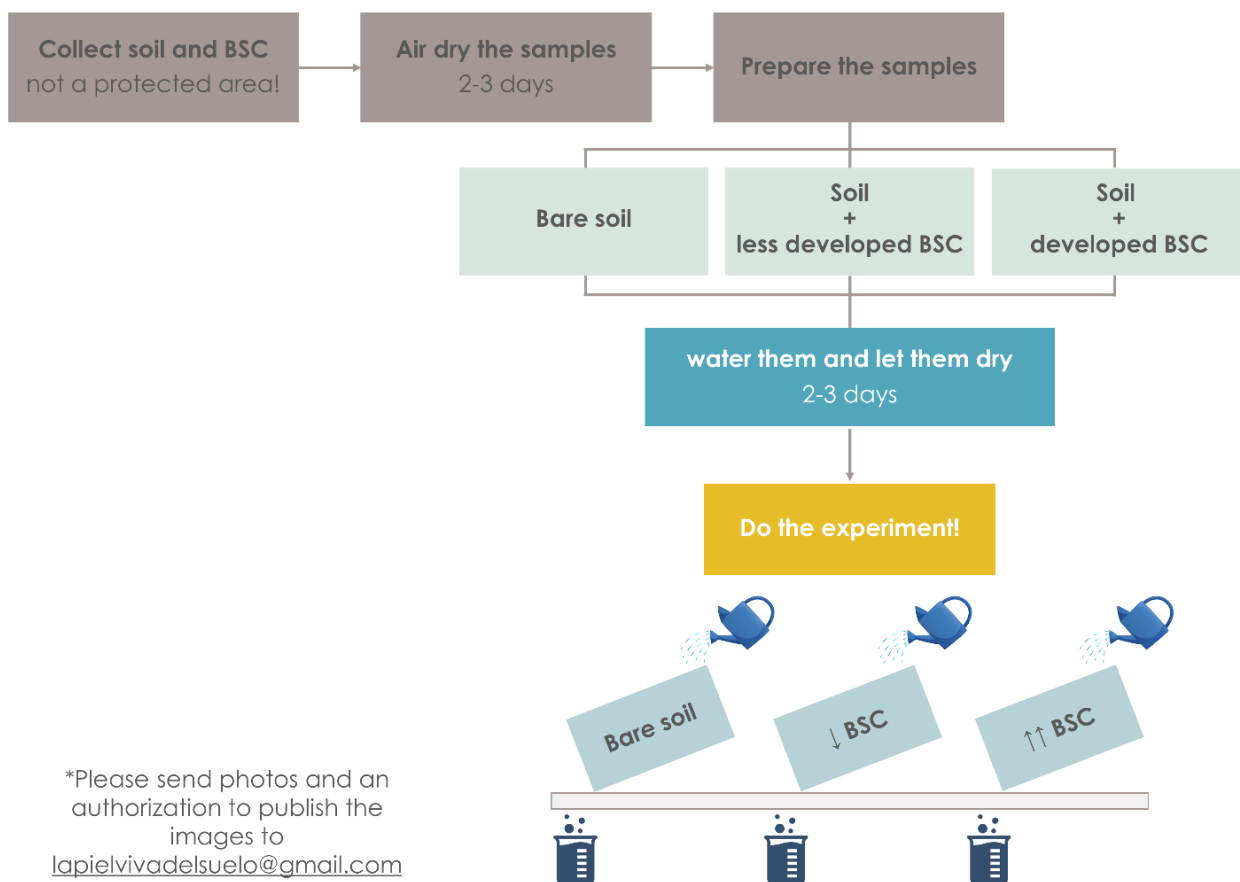 Collect soil and BSC
not a protected area!
Air dry the samples
2-3 days
Prepare the samples
Bare soil
Soil
+
less developed BSC
Soil
+
developed BSC
water them and let them dry
2-3 days
Do the experiment!
Bare soil
↓ BSC
↑↑ BSC
*Please send photos and an
authorization to publish the
images to
lapielvivadelsuelo@gmail.com